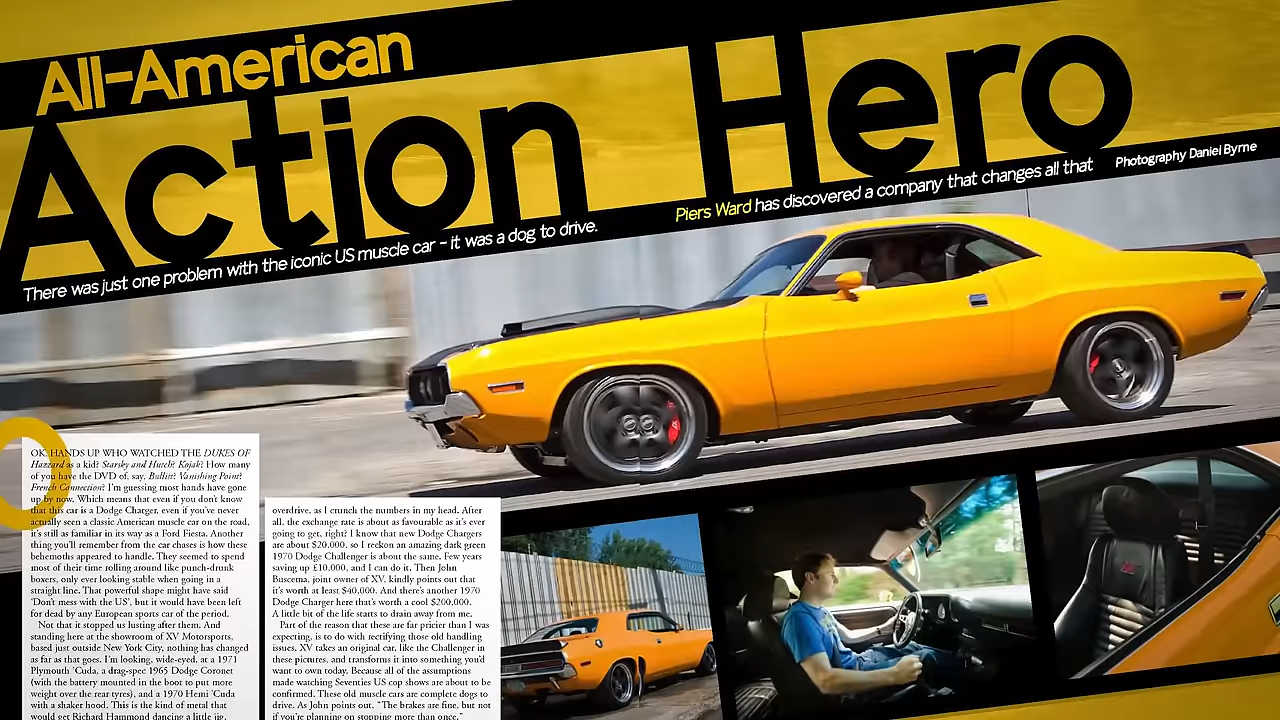 All-American
Action Hero
There was just one problem with the iconic US muscle car – it was a dog to drive.
Piers Ward has discovered a company that changes all that
Photography Daniel Byrne
OK, HANDS UP WHO WATCHED THE DUKES OF
Hazzard as a kid? Starsky and Hutch? Kojak? How many
of you have the DVD of, say, Bullitt? Vanishing Point?
French Connection? I'm guessing most hands have gone
up by now. Which means that even if you don't know
that this car is a Dodge Charger, even if you've never
actually seen a classic American muscle car on the road,
it's still as familiar in its way as a Ford Fiesta. Another
thing you'll remember from the car chases is how these
behemoths appeared to handle. They seemed to spend
most of their time rolling around like punch-drunk
boxers, only ever looking stable when going in a
straight line. That powerful shape might have said
'Don't mess with the US', but it would have been left
for dead by any European sports car of the period.
Not that it stopped us lusting after them. And
standing here at the showroom of XV Motorsports,
based just outside New York City, nothing has changed
as far as that goes. I'm looking, wide-eyed, at a 1971
Plymouth 'Cuda, a drag-spec 1965 Dodge Coronet
(with the battery mounted in the boot to put more
weight over the rear tyres), and a 1970 Hemi 'Cuda
with a shaker hood. This is the kind of metal that
would set Richard Hammond dancing a little jig,
overdrive, as I crunch the numbers in my head. After
all, the exchange rate is about as favourable as it's ever
going to get, right? I know that new Dodge Chargers
are about $20,000, so I reckon an amazing dark green
1970 Dodge Challenger is about the same. Few years
saving up £10,000, and I can do it. Then John
Buscema, joint owner of XV, kindly points out that
it's worth at least $40,000. And there's another 1970
Dodge Charger here that's worth a cool $200,000.
A little bit of the life starts to drain away from me.
Part of the reason that these are far pricier than I was
expecting, is to do with rectifying those old handling
issues. XV takes an original car, like the Challenger in
these pictures, and transforms it into something you'd
want to own today. Because all of the assumptions
made watching Seventies US cop shows are about to be
confirmed. These old muscle cars are complete dogs to
drive. As John points out, "The brakes are fine, but not
if you're planning on stopping more than once."